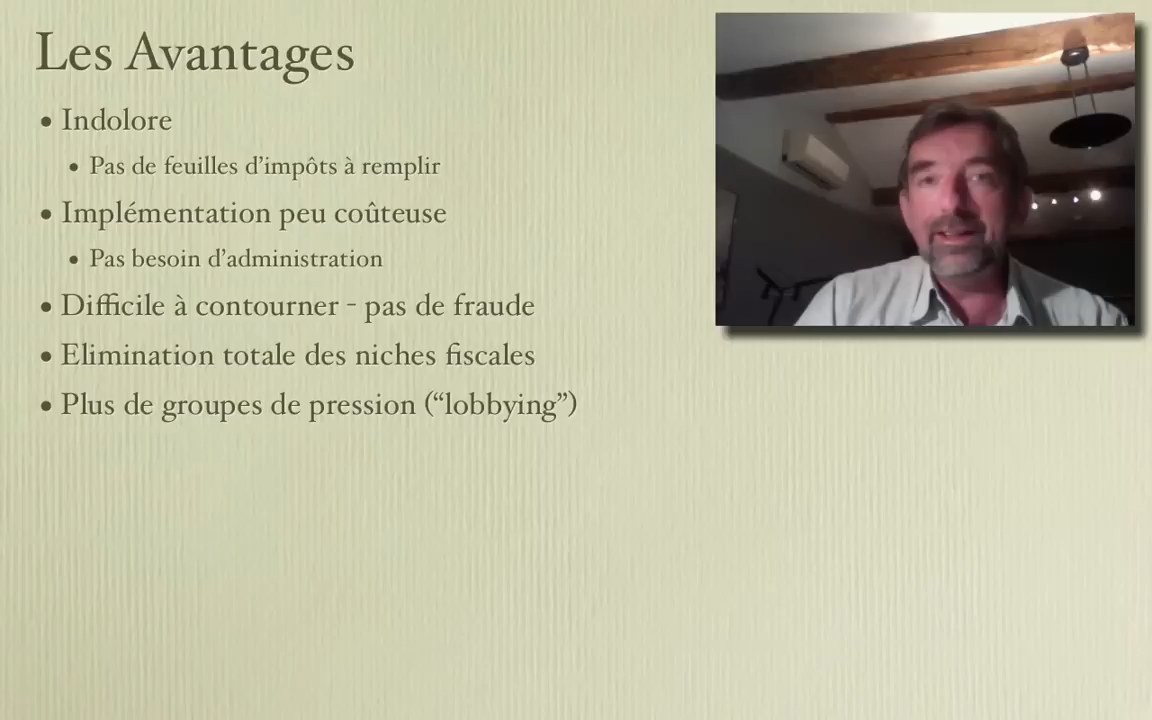 Les Avantages
• Indolore
• Pas de feuilles d’impôts à remplir
• Implémentation peu coûteuse
• Pas besoin d’administration
• Difficile à contourner - pas de fraude
• Elimination totale des niches fiscales
• Plus de groupes de pression (“lobbying”)